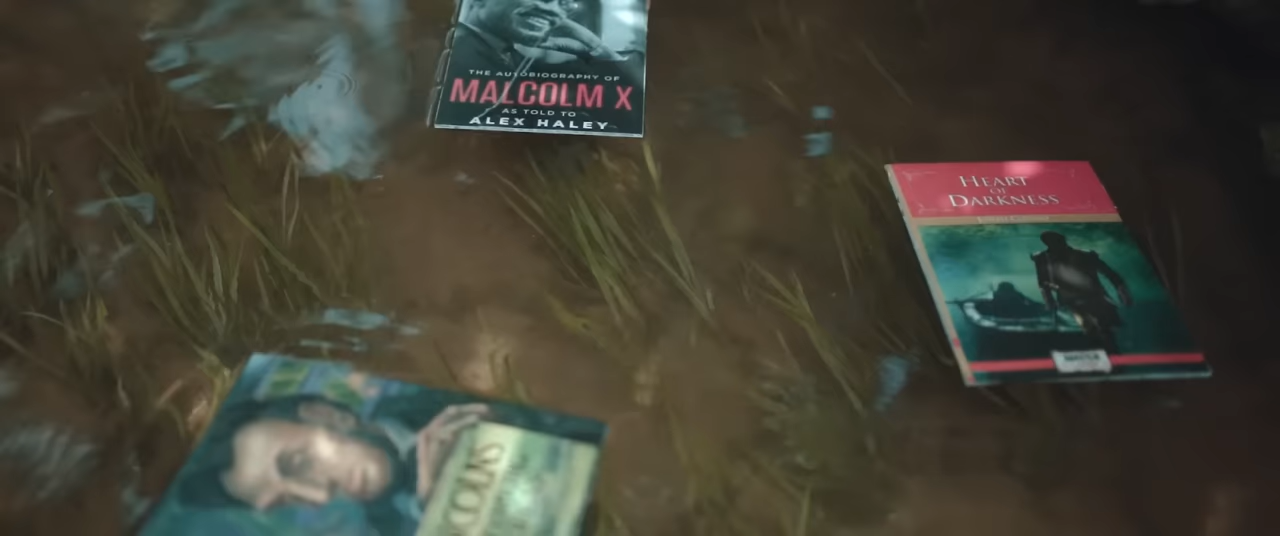 THE AUTOBIOGRAPHY OF
MALCOLM X
AS TOLD TO
ALEX HALEY
HEART
OF
DARKNESS